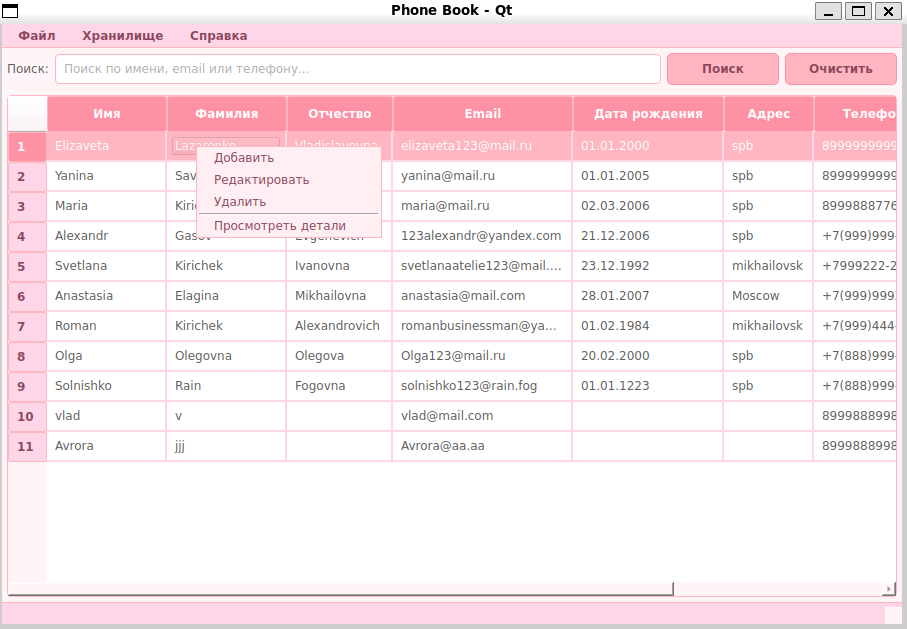 Phone Book - Qt
Файл Хранилище Справка
Поиск: Поиск по имени, email или телефону... Поиск Очистить
Имя Фамилия Отчество Email Дата рождения Адрес Телефо
1 Elizaveta Lazarenko Vladislavovna elizaveta123@mail.ru 01.01.2000 spb 8999999999
Добавить
2 Yanina Sav yanina@mail.ru 01.01.2005 spb 8999999999
Редактировать
3 Maria Kiri maria@mail.ru 02.03.2006 spb 8999888776
Удалить
4 Alexandr Gasov Evgenevich 123alexandr@yandex.com 21.12.2006 spb +7(999)999-
Просмотреть детали
5 Svetlana Kirichek Ivanovna svetlanaatelie123@mail.... 23.12.1992 mikhailovsk +7999222-2
6 Anastasia Elagina Mikhailovna anastasia@mail.com 28.01.2007 Moscow +7(999)999
7 Roman Kirichek Alexandrovich romanbusinessman@ya... 01.02.1984 mikhailovsk +7(999)444-
8 Olga Olegovna Olegova Olga123@mail.ru 20.02.2000 spb +7(888)999-
9 Solnishko Rain Fogovna solnishko123@rain.fog 01.01.1223 spb +7(888)999-
10 vlad v vlad@mail.com 8999888998
11 Avrora jjj Avrora@aa.aa 8999888998